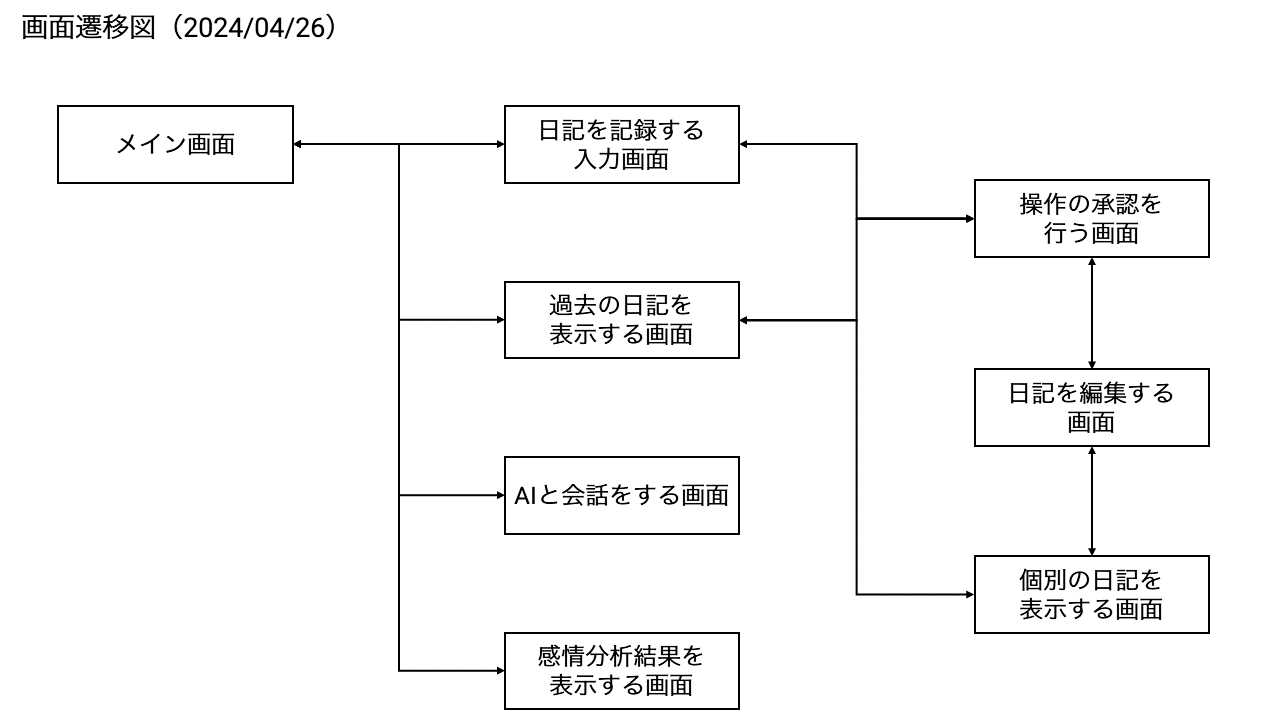 画面遷移図（2024/04/26）
メイン画面
日記を記録する
入力画面
過去の日記を
表示する画面
AIと会話をする画面
感情分析結果を
表示する画面
操作の承認を
行う画面
日記を編集する
画面
個別の日記を
表示する画面